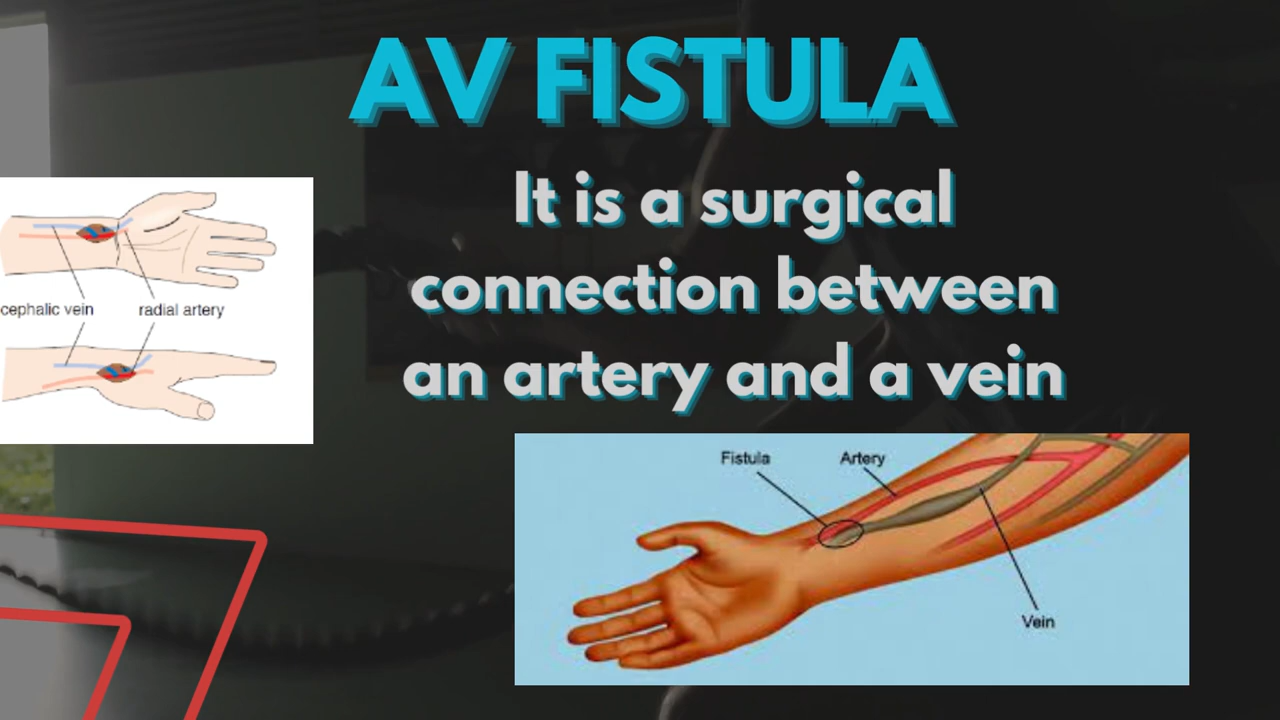 AV FISTULA
It is a surgical
connection between
an artery and a vein
cephalic vein
radial artery
Fistula
Artery
Vein